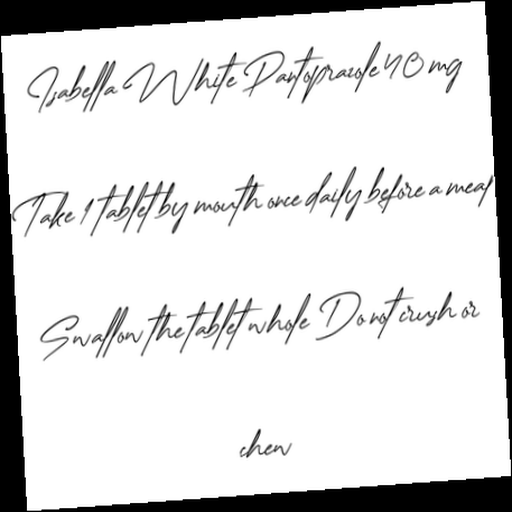 Isabella White Pantoprazole 40 mg
Take 1 tablet by mouth once daily before a meal
Swallow the tablet whole Do not crush or
chew